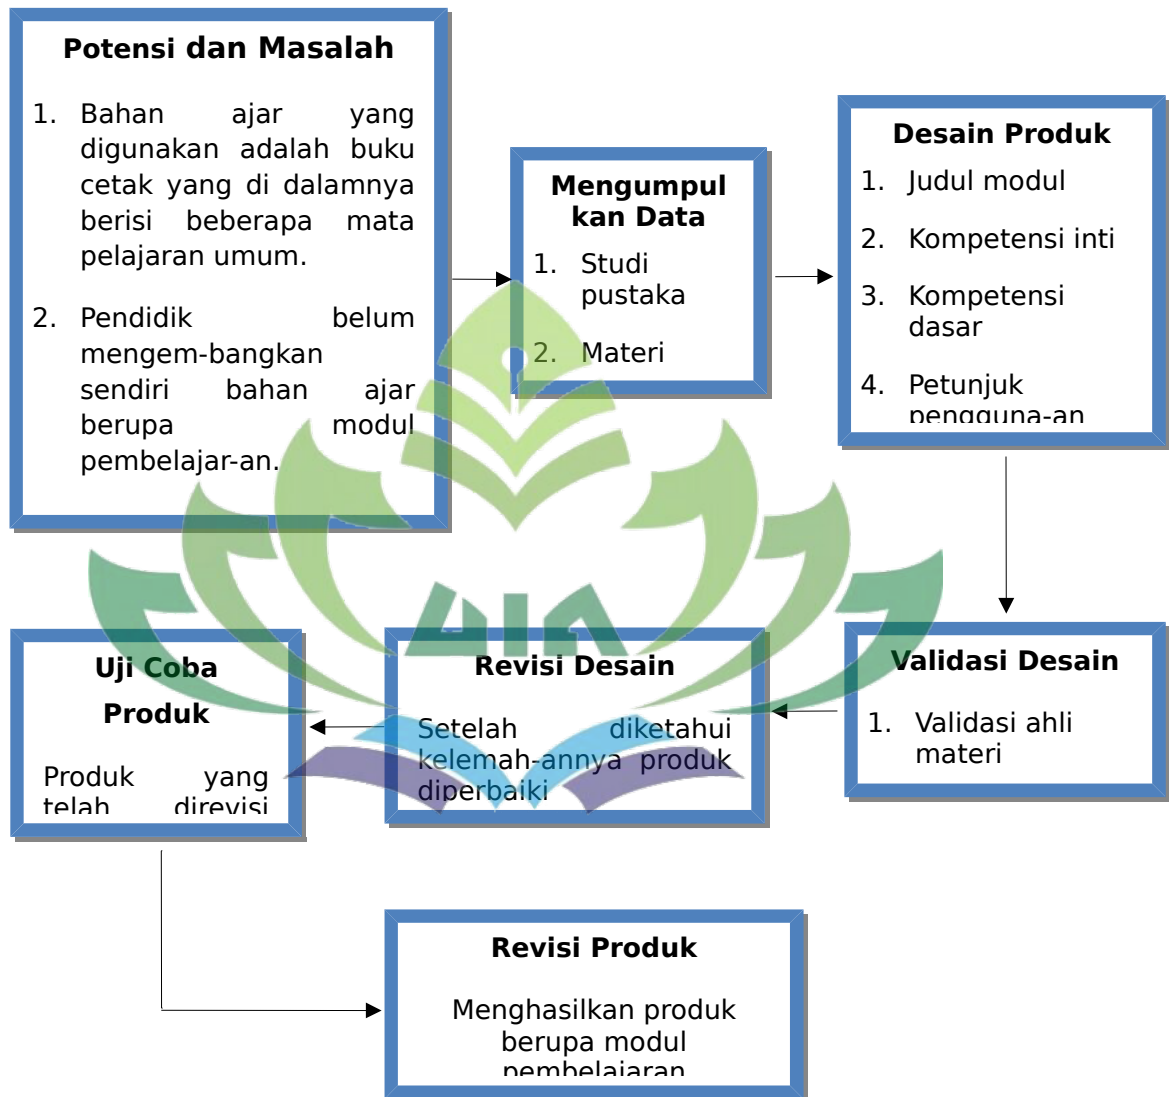 Potensi dan Masalah
1. Bahan ajar yang
digunakan adalah buku
cetak yang di dalamnya
berisi beberapa mata
pelajaran umum.
2. Pendidik belum
mengem-bangkan
sendiri bahan ajar
berupa modul
pembelajar-an.
Mengumpul
kan Data
1. Studi
pustaka
2. Materi
Desain Produk
1. Judul modul
2. Kompetensi inti
3. Kompetensi
dasar
4. Petunjuk
pengguna-an
Validasi Desain
1. Validasi ahli
materi
Revisi Desain
Setelah diketahui
kelemah-annya produk
diperbaiki
Uji Coba
Produk
Produk yang
telah direvisi
Revisi Produk
Menghasilkan produk
berupa modul
pembelajaran
UIN